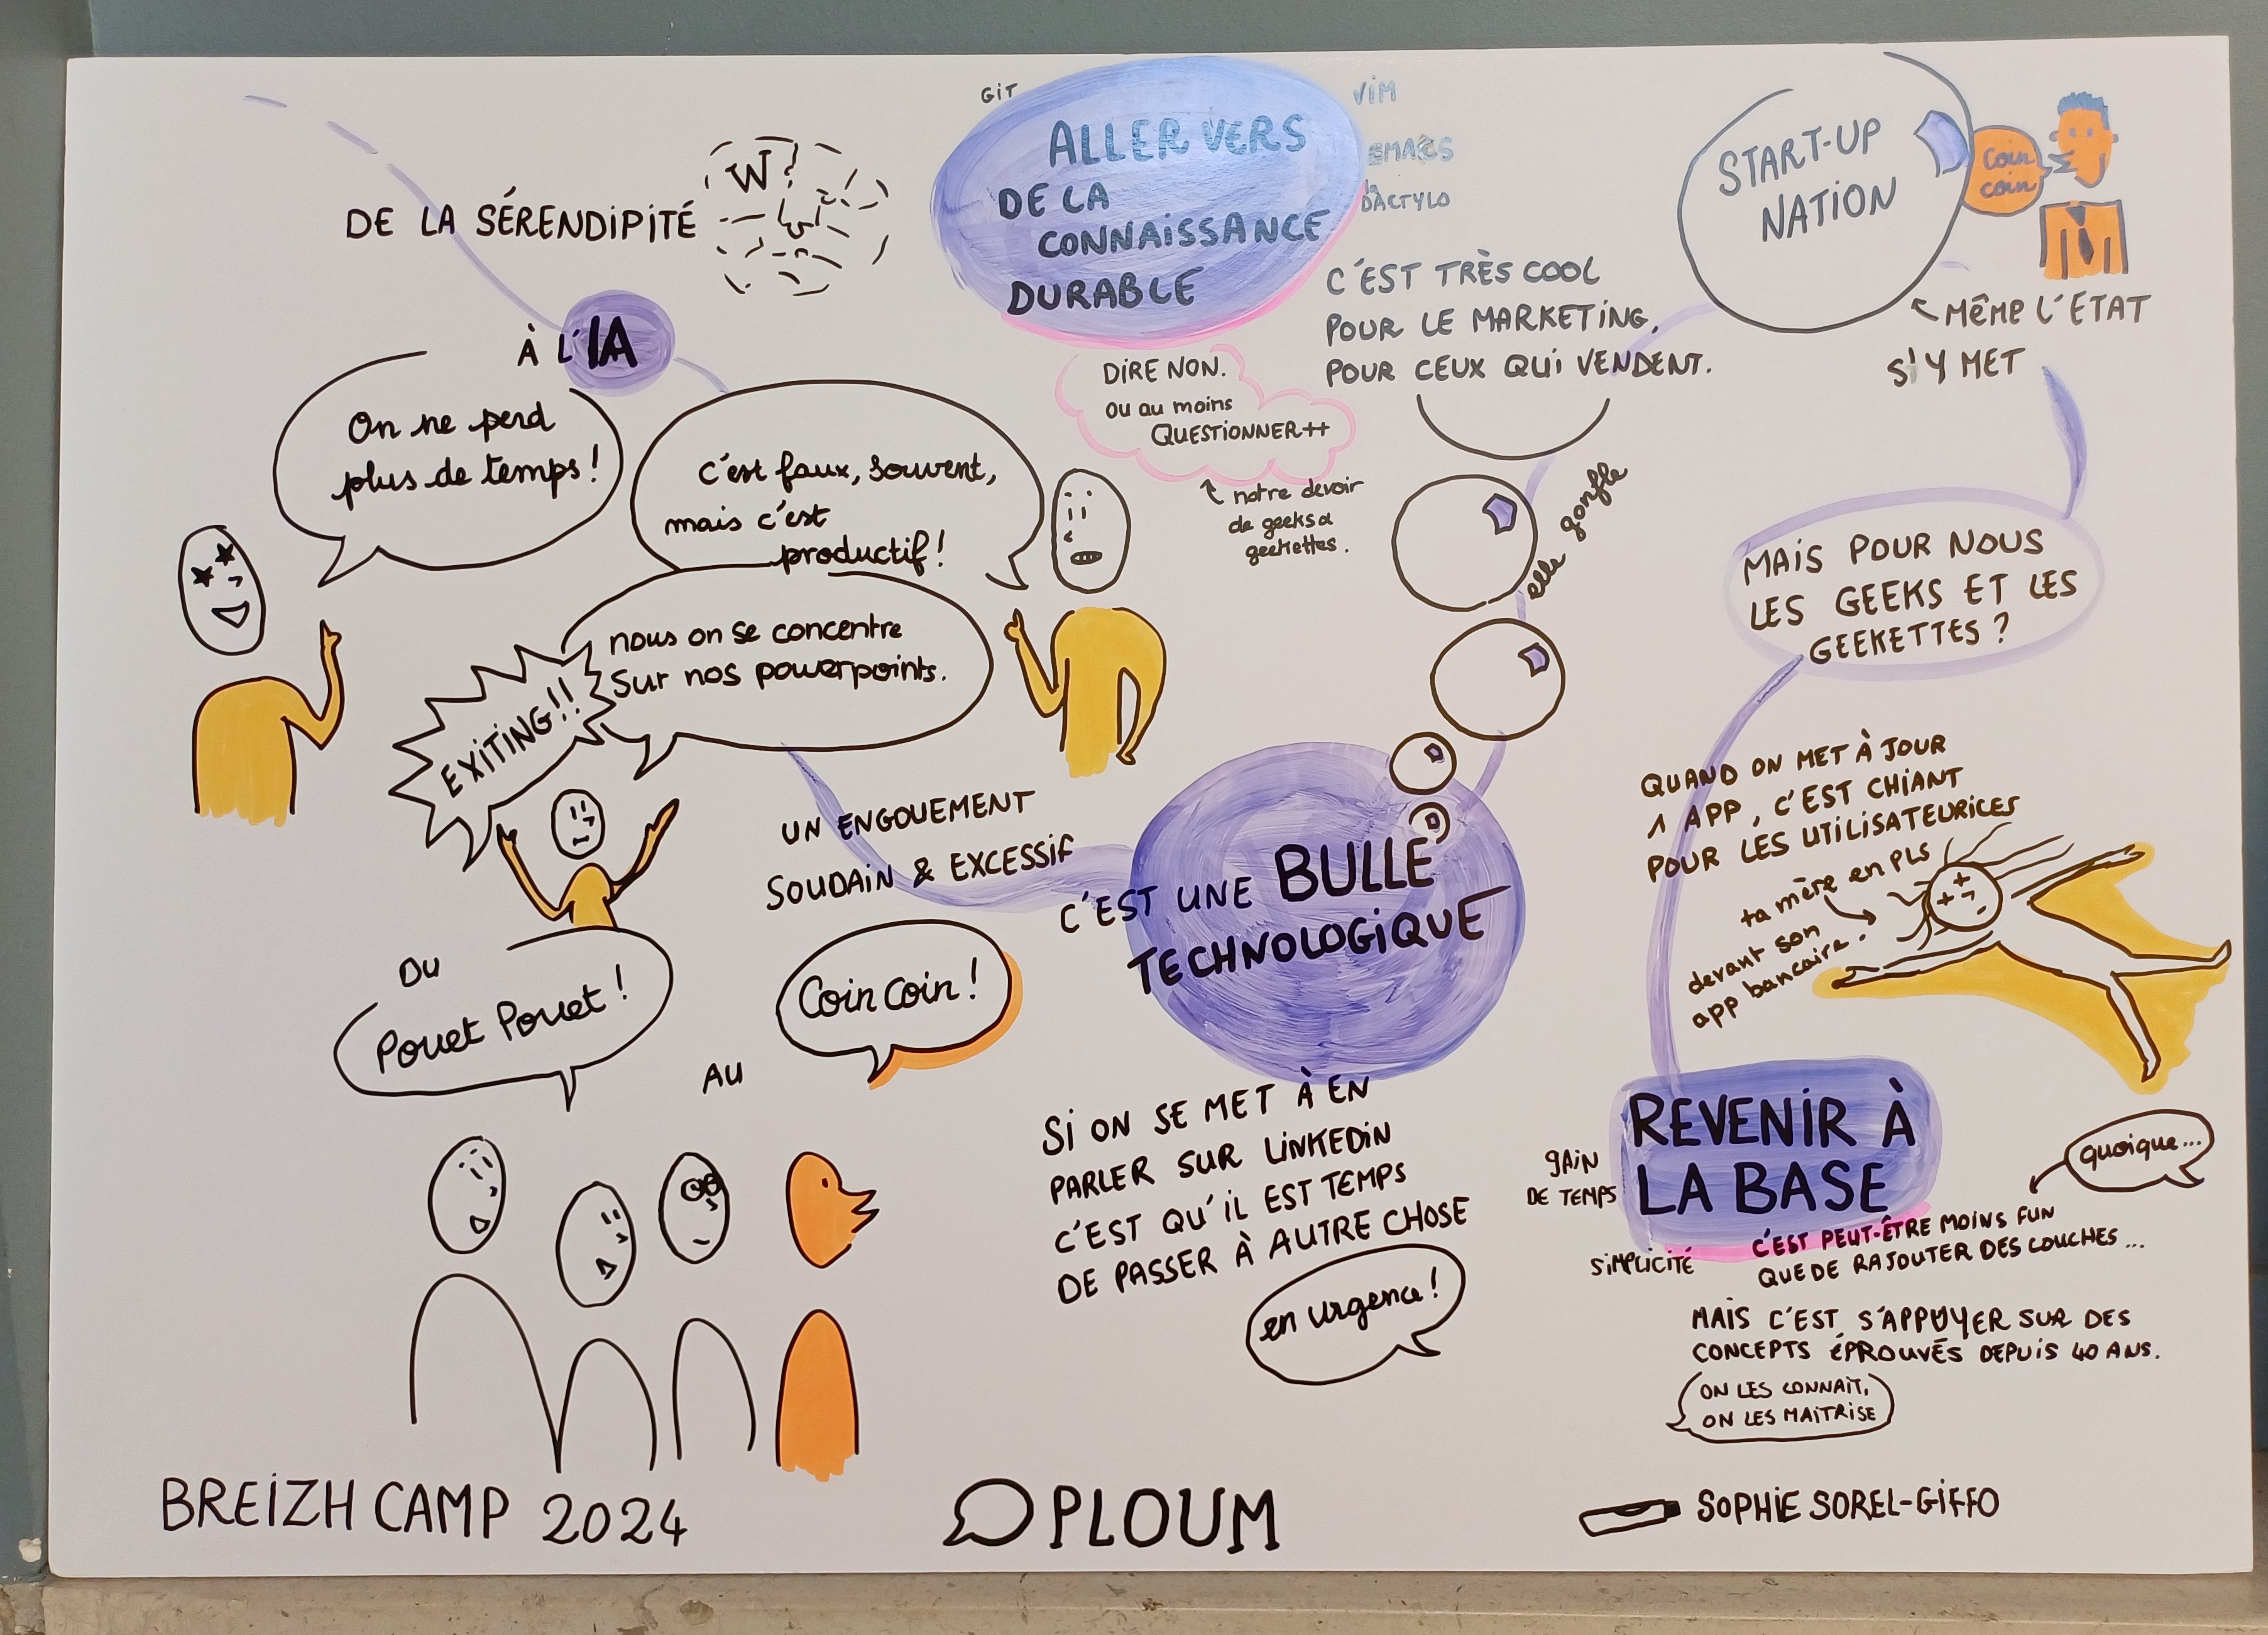 DE LA SÉRENDIPITÉ
W?
À L'IA
On ne perd
plus de temps!
c'est faux, souvent,
mais c'est
productif!
nous on se concentre
sur nos powerpoints.
EXITING!!
DU
Pouet Pouet!
AU
Coin Coin!
UN ENGOUEMENT
SOUDAIN & EXCESSIF
C'EST UNE BULLE
TECHNOLOGIQUE
SI ON SE MET À EN
PARLER SUR LINKEDIN
C'EST QU'IL EST TEMPS
DE PASSER À AUTRE CHOSE
en urgence!
elle gonfle
C'EST TRÈS COOL
POUR LE MARKETING,
POUR CEUX QUI VENDENT.
START-UP
NATION
Coin
coin
MÊME L'ETAT
S'Y MET
MAIS POUR NOUS
LES GEEKS ET LES
GEEKETTES?
QUAND ON MET À JOUR
1 APP, C'EST CHIANT
POUR LES UTILISATEURICES
ta mère en PLS
devant son
app bancaire.
REVENIR À
LA BASE
GAIN
DE TEMPS
SIMPLICITÉ
quoique...
C'EST PEUT-ÊTRE MOINS FUN
QUE DE RAJOUTER DES COUCHES...
MAIS C'EST S'APPUYER SUR DES
CONCEPTS ÉPROUVÉS DEPUIS 40 ANS.
ON LES CONNAIT,
ON LES MAITRISE
GIT
ALLER VERS
DE LA
CONNAISSANCE
DURABLE
VIM
EMACS
la
DACTYLO
DIRE NON.
OU au moins
QUESTIONNER++
notre devoir
de geeks &
geekettes.
BREIZH CAMP 2024
PLOUM
SOPHIE SOREL-GIFFO